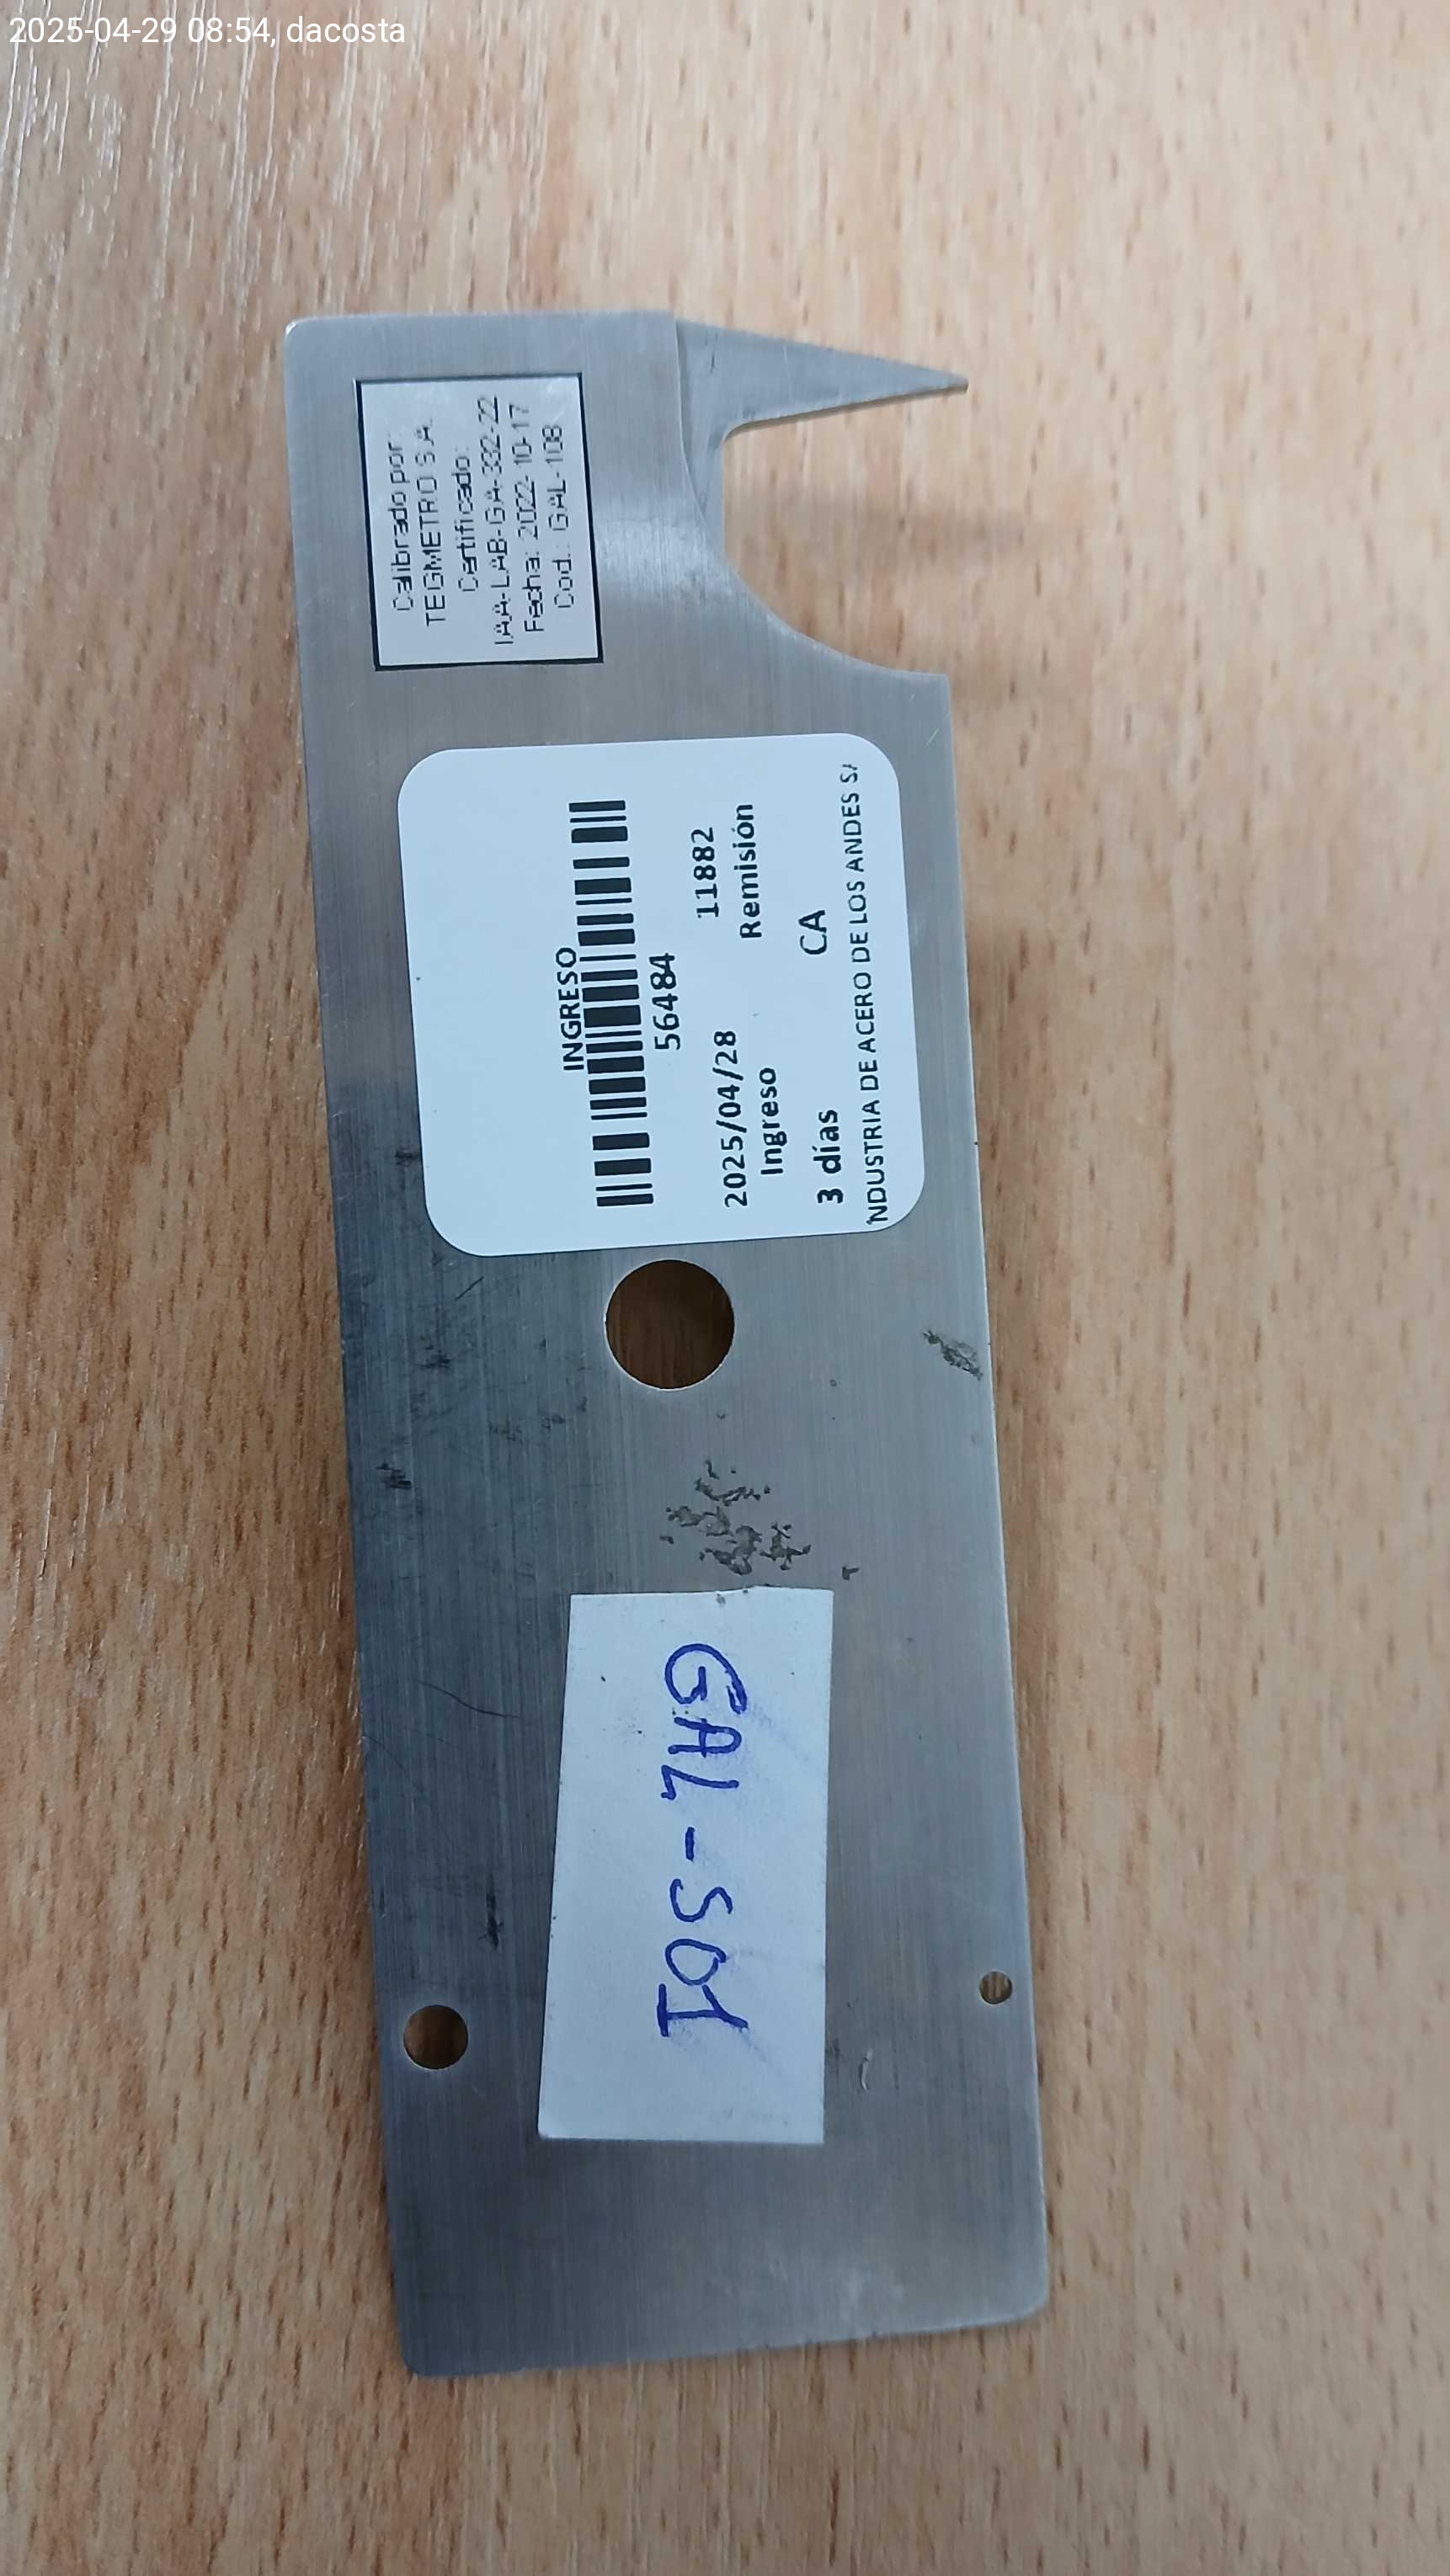 2025-04-29 08:54, dacosta
Calibrado por:
TEGMETRO S.A.
Certificado:
IAA-LAB-GA-332-22
Fecha: 2022-10-17
Cod.: GAL-108
INGRESO
56484
2025/04/28 11882
Ingreso Remisión
3 días CA
NDUSTRIA DE ACERO DE LOS ANDES S
GAL-S01